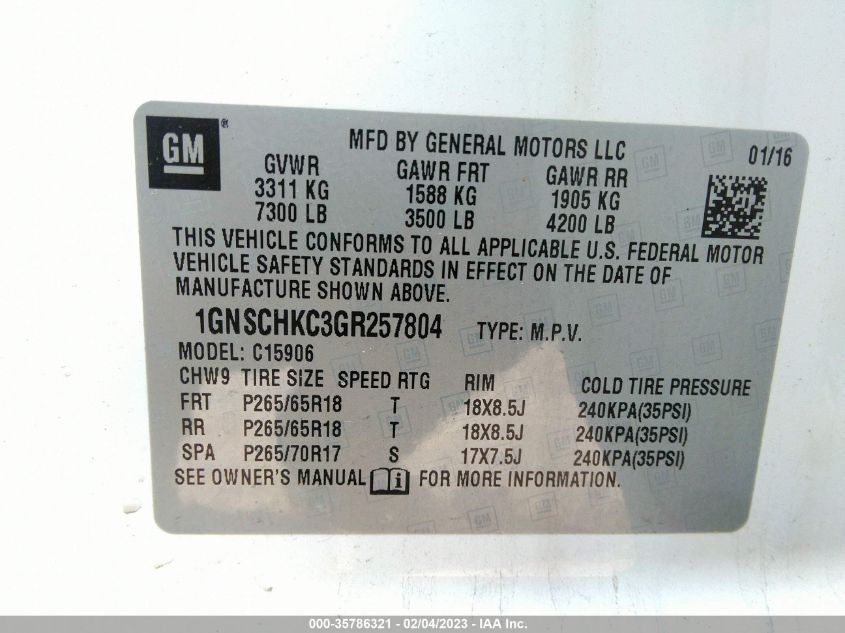 GM ®
MFD BY GENERAL MOTORS LLC
01/16
GVWR GAWR FRT GAWR RR
3311 KG 1588 KG 1905 KG
7300 LB 3500 LB 4200 LB
THIS VEHICLE CONFORMS TO ALL APPLICABLE U.S. FEDERAL MOTOR
VEHICLE SAFETY STANDARDS IN EFFECT ON THE DATE OF
MANUFACTURE SHOWN ABOVE.
1GNSCHKC3GR257804 TYPE: M.P.V.
MODEL: C15906
CHW9 TIRE SIZE SPEED RTG RIM COLD TIRE PRESSURE
FRT P265/65R18 T 18X8.5J 240KPA(35PSI)
RR P265/65R18 T 18X8.5J 240KPA(35PSI)
SPA P265/70R17 S 17X7.5J 240KPA(35PSI)
SEE OWNER'S MANUAL i FOR MORE INFORMATION.
000-35786321 - 02/04/2023 - IAA Inc.